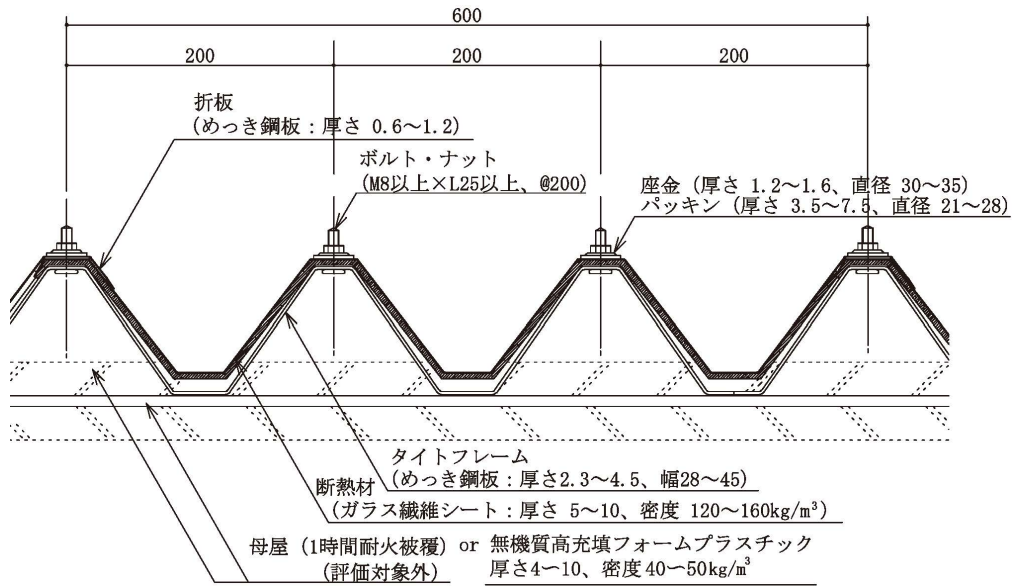 600
200
200
200
折板
(めっき鋼板：厚さ 0.6〜1.2)
ボルト・ナット
(M8以上×L25以上、@200)
座金 (厚さ 1.2〜1.6、直径 30〜35)
パッキン (厚さ 3.5〜7.5、直径 21〜28)
タイトフレーム
(めっき鋼板：厚さ2.3〜4.5、幅28〜45)
断熱材
(ガラス繊維シート：厚さ 5〜10、密度 120〜160kg/m³)
母屋 (1時間耐火被覆) or 無機質高充填フォームプラスチック
(評価対象外) 厚さ4〜10、密度40〜50kg/m³